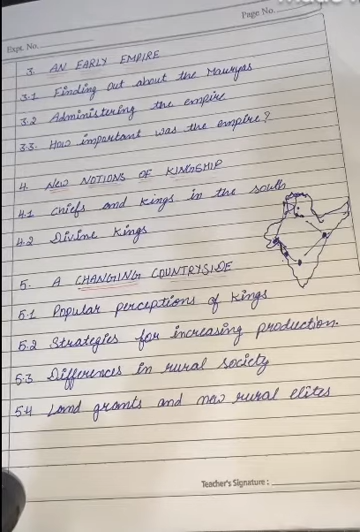 Page No.
Expt. No.
3. AN EARLY EMPIRE
3.1 Finding out about the Mauryas
3.2 Administering the empire
3.3. How important was the empire?
4. NEW NOTIONS OF KINGSHIP
4.1 Chiefs and kings in the south
4.2 Divine kings
5. A CHANGING COUNTRYSIDE
5.1 Popular perceptions of kings
5.2 Strategies for increasing production.
5.3 Differences in rural society
5.4 Land grants and new rural elites
Teacher's Signature :